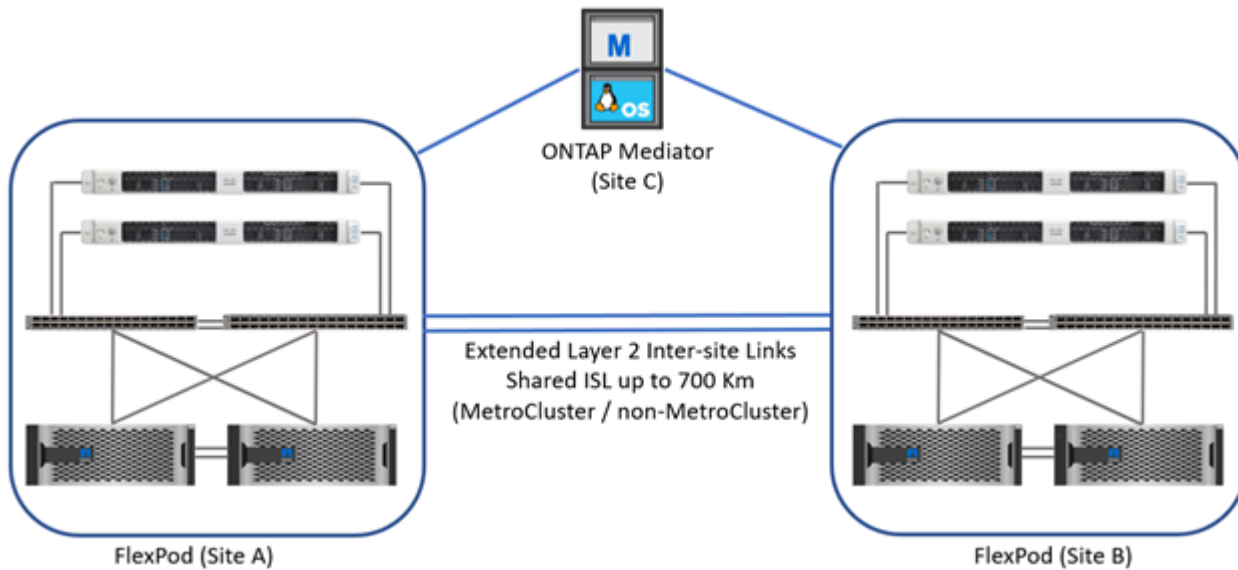 M
OS
ONTAP Mediator
(Site C)
Extended Layer 2 Inter-site Links
Shared ISL up to 700 Km
(MetroCluster / non-MetroCluster)
FlexPod (Site A)
FlexPod (Site B)